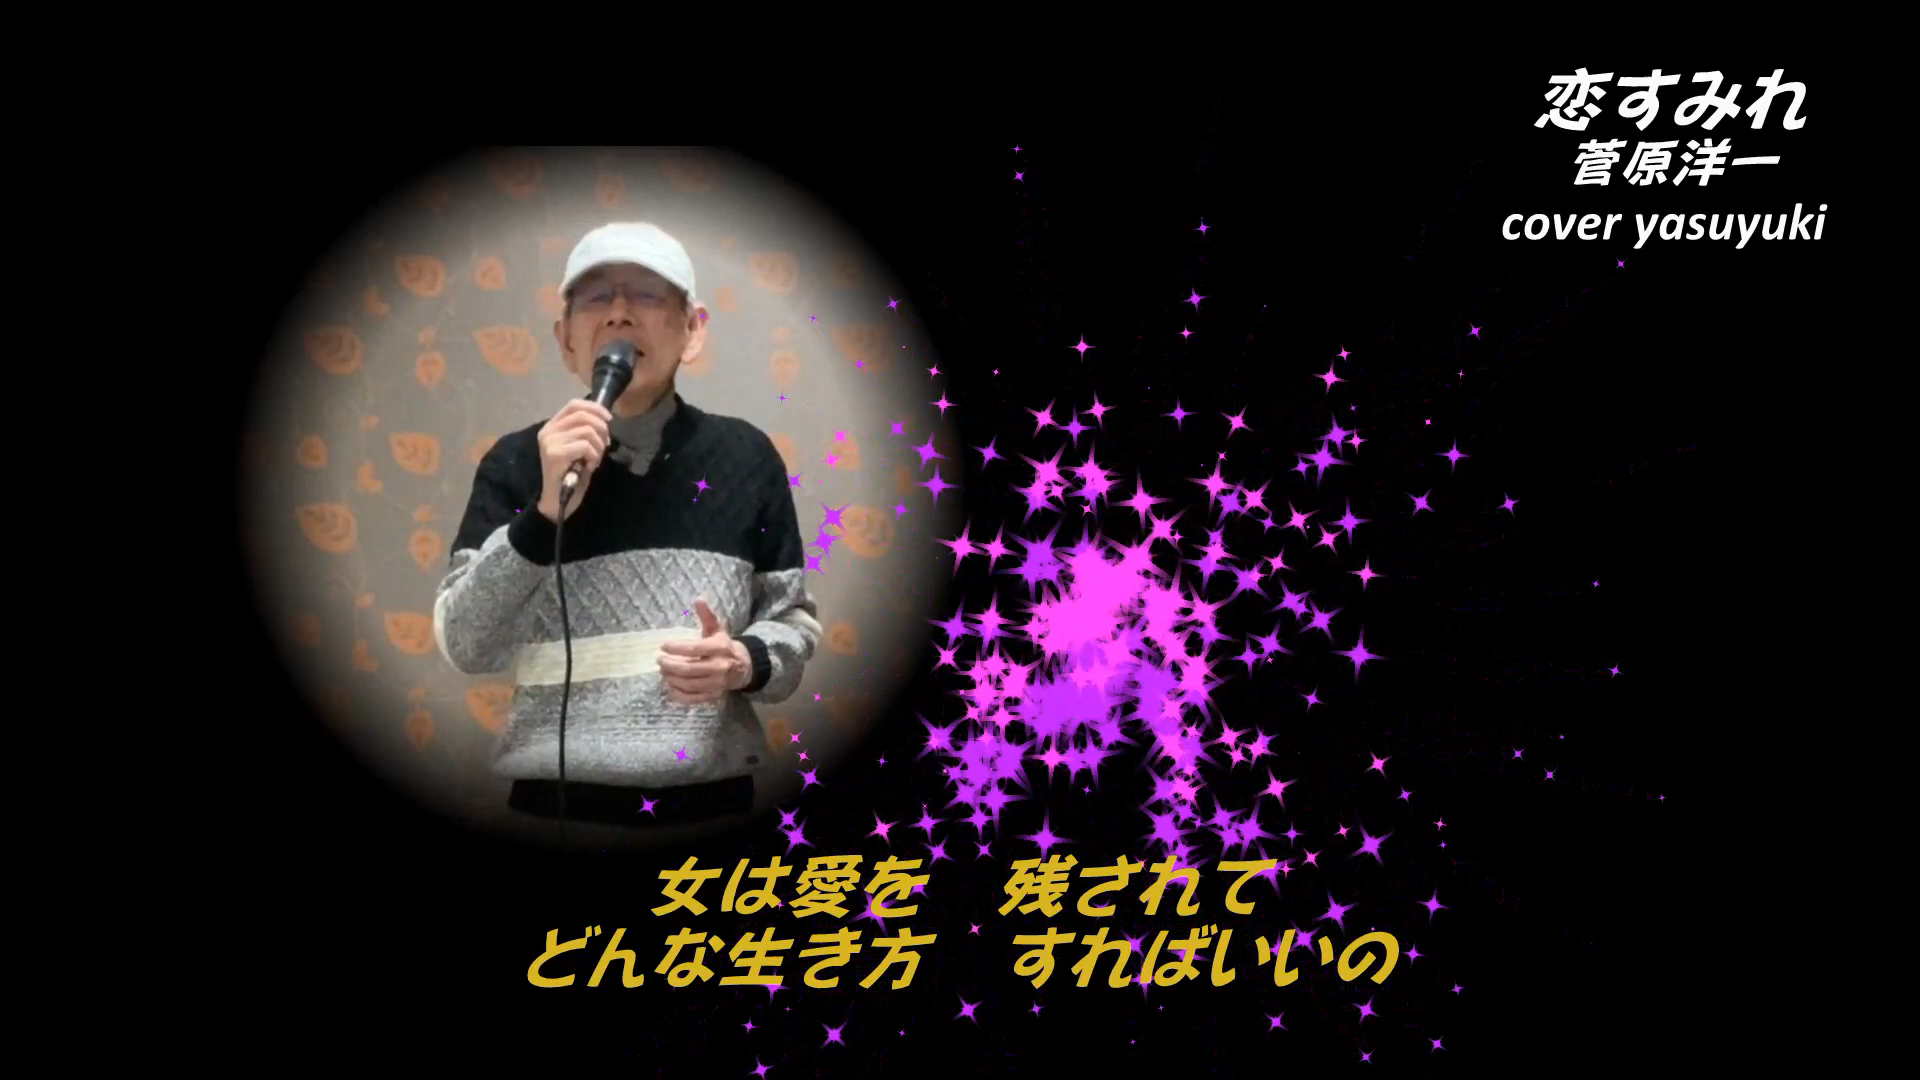 恋すみれ
菅原洋一
cover yasuyuki
女は愛を　残されて
どんな生き方　すればいいの